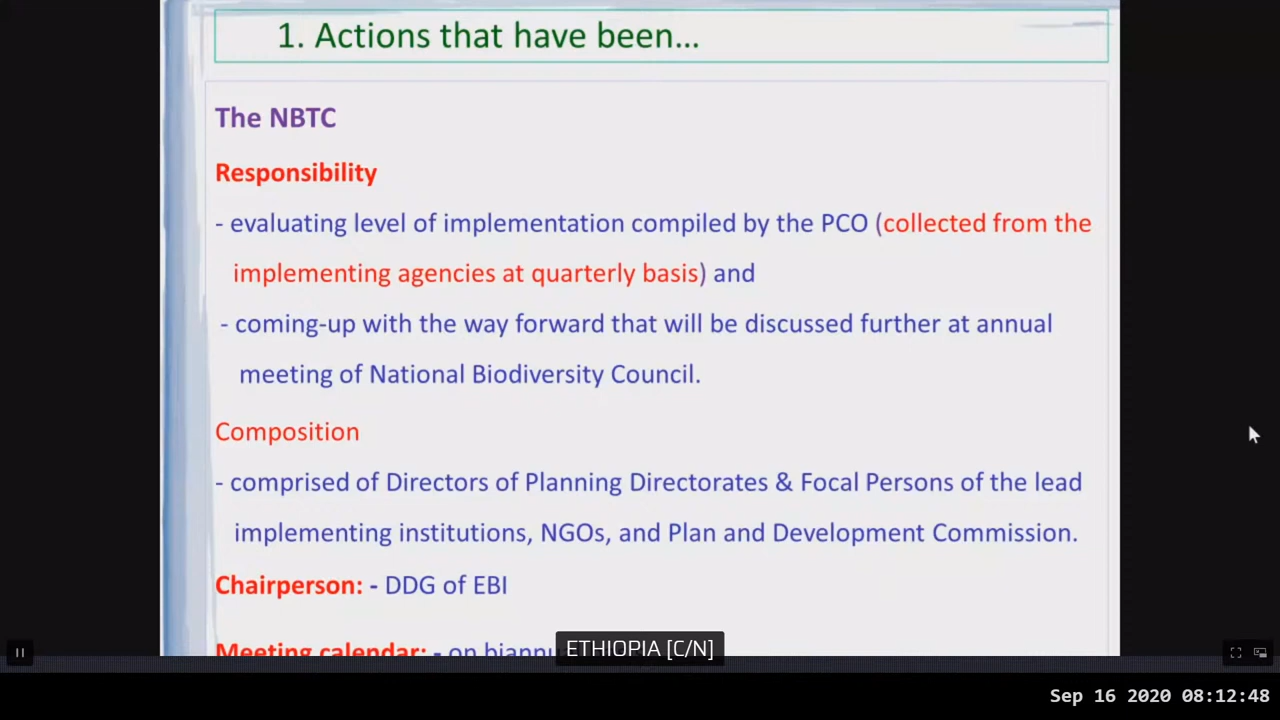 1. Actions that have been...
The NBTC
Responsibility
- evaluating level of implementation compiled by the PCO (collected from the
implementing agencies at quarterly basis) and
- coming-up with the way forward that will be discussed further at annual
meeting of National Biodiversity Council.
Composition
- comprised of Directors of Planning Directorates & Focal Persons of the lead
implementing institutions, NGOs, and Plan and Development Commission.
Chairperson: - DDG of EBI
Meeting calendar: - on
ETHIOPIA [C/N]
Sep 16 2020 08:12:48